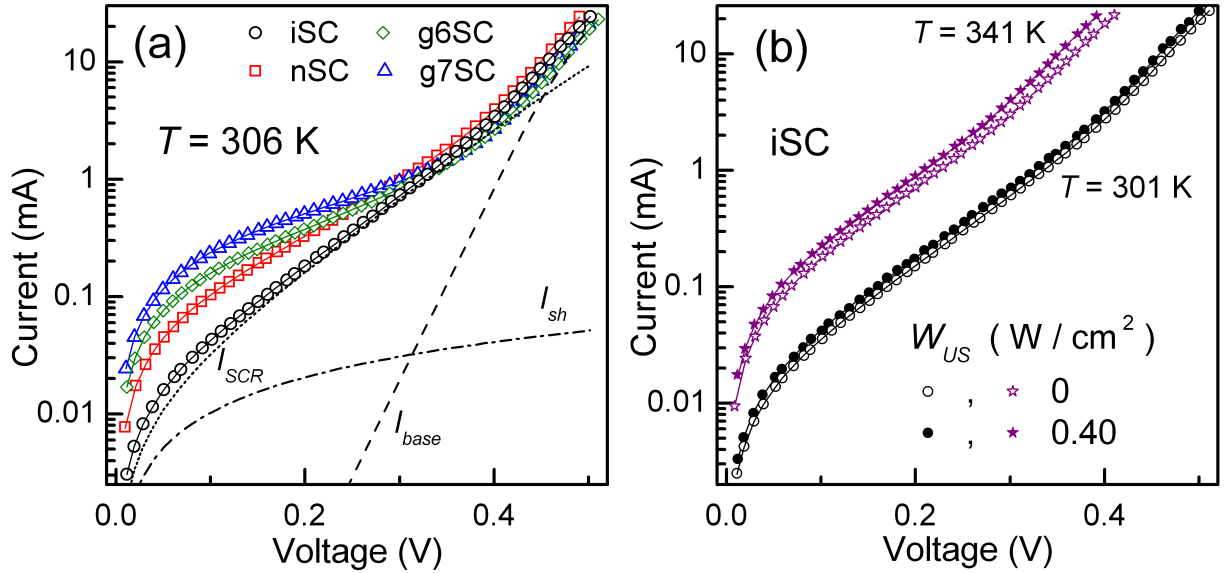 (a)
iSC
g6SC
nSC
g7SC
T = 306 K
I_SCR
I_sh
I_base
10
1
0.1
0.01
Current (mA)
0.0
0.2
0.4
Voltage (V)
(b)
T = 341 K
iSC
T = 301 K
W_US ( W / cm^2 )
, 0
, 0.40
10
1
0.1
0.01
Current (mA)
0.0
0.2
0.4
Voltage (V)